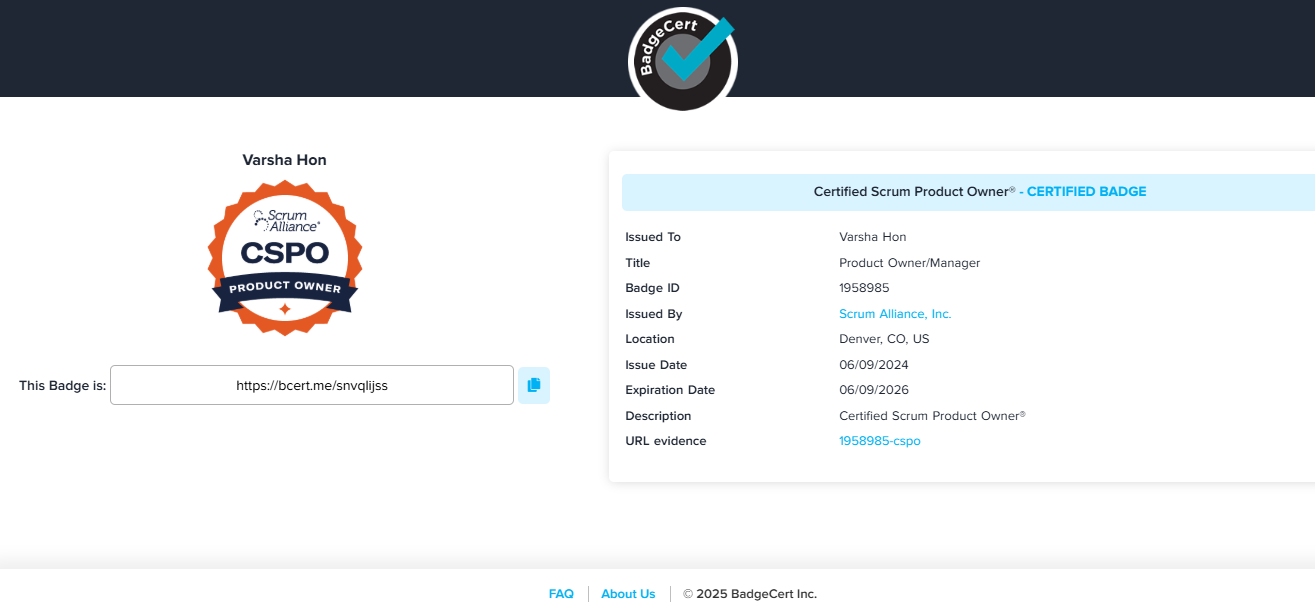 BadgeCert
Varsha Hon
Scrum
Alliance®
CSPO
PRODUCT OWNER
This Badge is: https://bcert.me/snvqlijss
Certified Scrum Product Owner® - CERTIFIED BADGE
Issued To Varsha Hon
Title Product Owner/Manager
Badge ID 1958985
Issued By Scrum Alliance, Inc.
Location Denver, CO, US
Issue Date 06/09/2024
Expiration Date 06/09/2026
Description Certified Scrum Product Owner®
URL evidence 1958985-cspo
FAQ About Us © 2025 BadgeCert Inc.